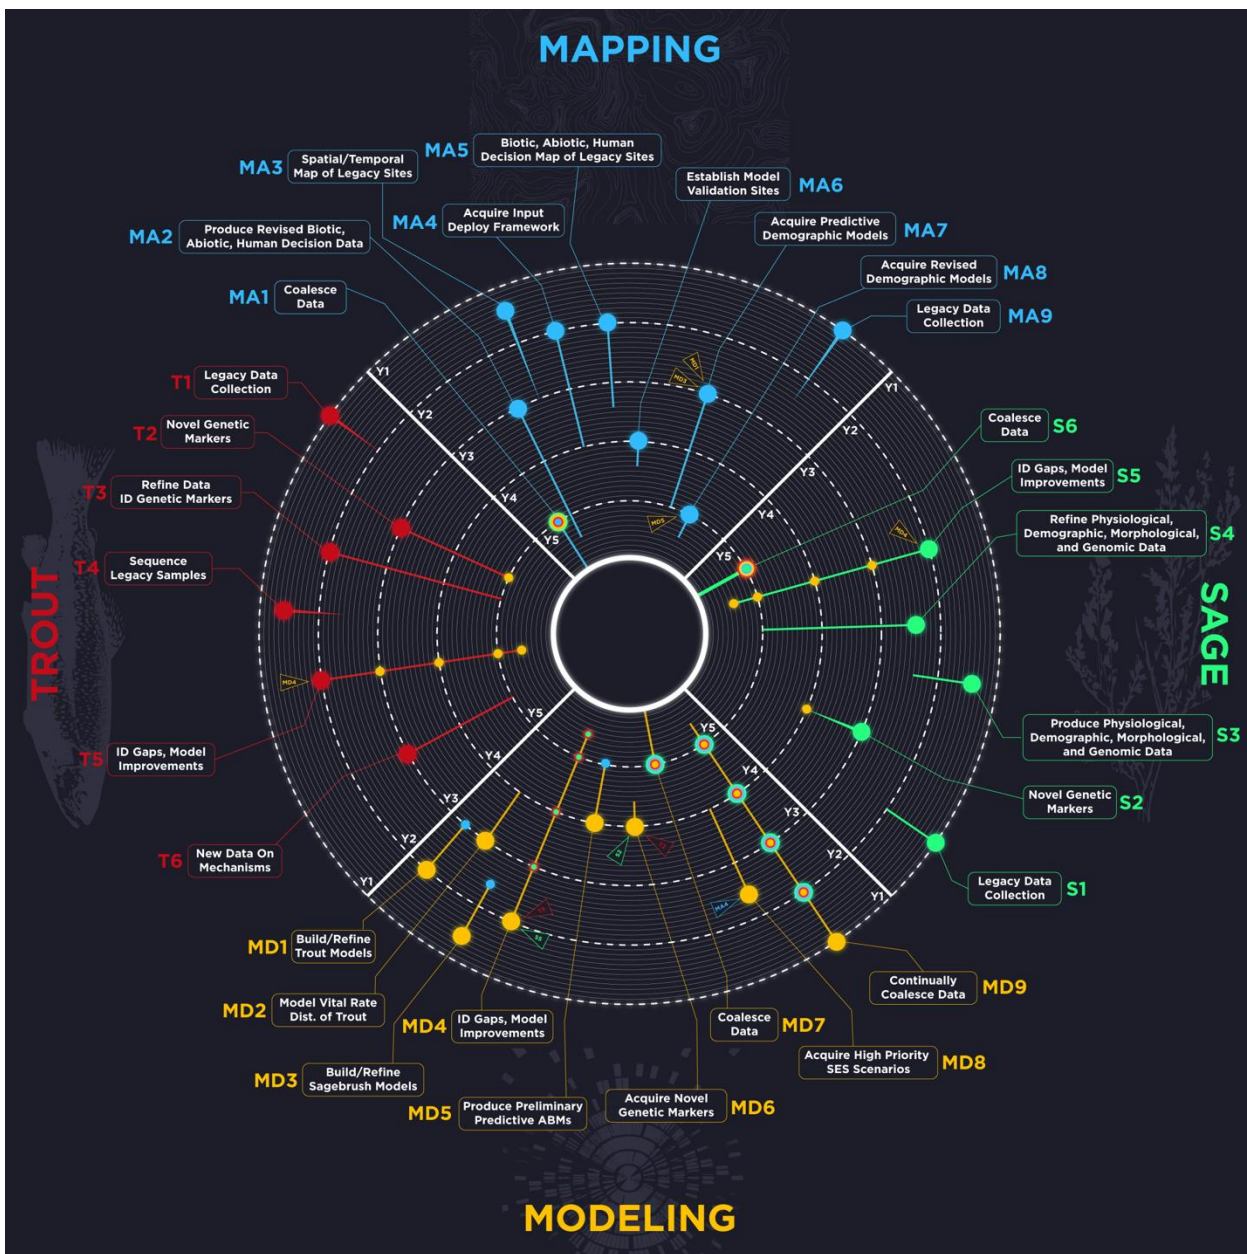 MAPPING
MA1
Coalesce
Data
MA2
Produce Revised Biotic,
Abiotic, Human Decision Data
MA3
Spatial/Temporal
Map of Legacy Sites
MA4
Acquire Input
Deploy Framework
MA5
Biotic, Abiotic, Human
Decision Map of Legacy Sites
Establish Model
Validation Sites
MA6
Acquire Predictive
Demographic Models
MA7
Acquire Revised
Demographic Models
MA8
Legacy Data
Collection
MA9
TROUT
T1
Legacy Data
Collection
T2
Novel Genetic
Markers
T3
Refine Data
ID Genetic Markers
T4
Sequence
Legacy Samples
T5
ID Gaps, Model
Improvements
T6
New Data On
Mechanisms
SAGE
Coalesce
Data
S6
ID Gaps, Model
Improvements
S5
Refine Physiological,
Demographic, Morphological,
and Genomic Data
S4
Produce Physiological,
Demographic, Morphological,
and Genomic Data
S3
Novel Genetic
Markers
S2
Legacy Data
Collection
S1
Y1
Y2
Y3
Y4
Y5
Y1
Y2
Y3
Y4
Y5
Y5
Y4
Y3
Y2
Y1
Y5
Y4
Y3
Y2
Y1
MD1
MD3
MD5
MD4
MD4
S2
S5
MA4
MD1
Build/Refine
Trout Models
MD2
Model Vital Rate
Dist. of Trout
MD3
Build/Refine
Sagebrush Models
MD4
ID Gaps, Model
Improvements
MD5
Produce Preliminary
Predictive ABMs
Acquire Novel
Genetic Markers
MD6
Coalesce
Data
MD7
Acquire High Priority
SES Scenarios
MD8
Continually
Coalesce Data
MD9
MODELING